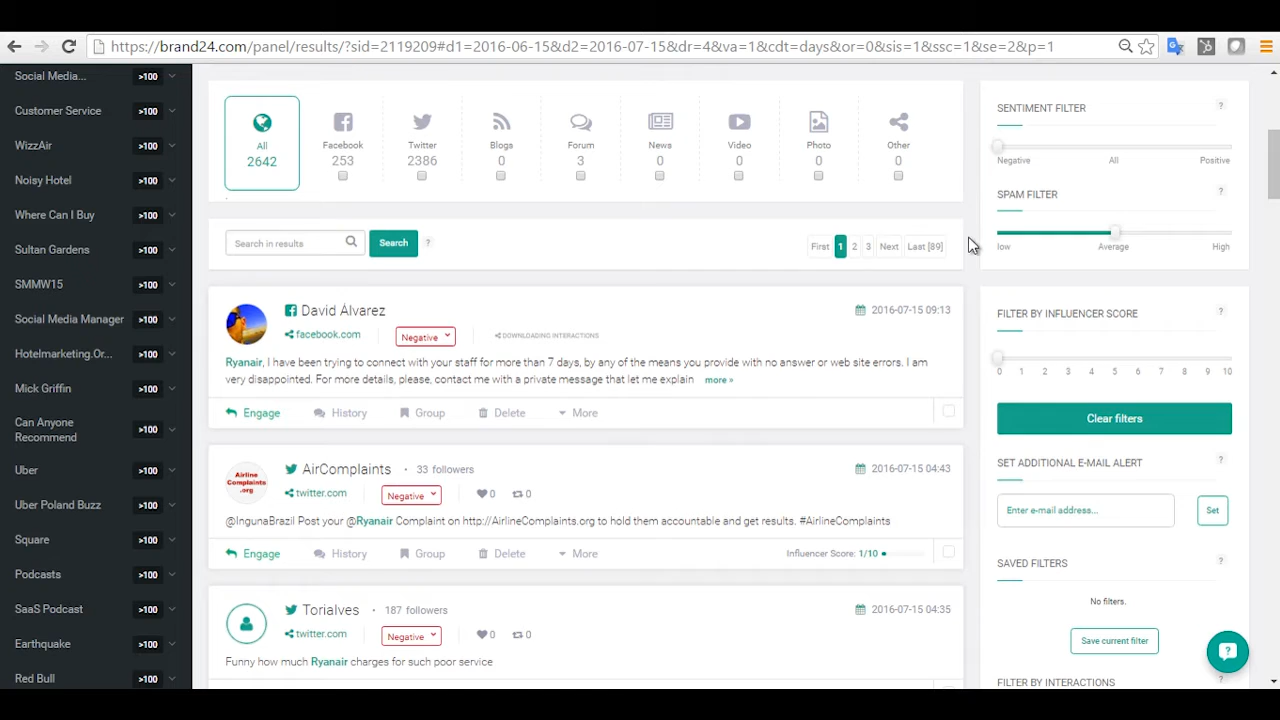 https://brand24.com/panel/results/?sid=2119209#d1=2016-06-15&d2=2016-07-15&dr=4&va=1&cdt=days&or=0&sis=1&ssc=1&se=2&p=1
Social Media... >100
Customer Service >100
WizzAir >100
Noisy Hotel >100
Where Can I Buy >100
Sultan Gardens >100
SMMW15 >100
Social Media Manager >100
Hotelmarketing.Or... >100
Mick Griffin >100
Can Anyone
Recommend >100
Uber >100
Uber Poland Buzz >100
Square >100
Podcasts >100
SaaS Podcast >100
Earthquake >100
Red Bull >100
All Facebook Twitter Blogs Forum News Video Photo Other
2642 253 2386 0 3 0 0 0 0
Search in results Search ? First 1 2 3 Next Last [89]
David Álvarez 2016-07-15 09:13
facebook.com Negative DOWNLOADING INTERACTIONS
Ryanair, I have been trying to connect with your staff for more than 7 days, by any of the means you provide with no answer or web site errors. I am
very disappointed. For more details, please, contact me with a private message that let me explain more »
Engage History Group Delete More
Airline
Complaints
.org
AirComplaints • 33 followers 2016-07-15 04:43
twitter.com Negative 0 0
@IngunaBrazil Post your @Ryanair Complaint on http://AirlineComplaints.org to hold them accountable and get results. #AirlineComplaints
Engage History Group Delete More Influencer Score: 1/10
Torialves • 187 followers 2016-07-15 04:35
twitter.com Negative 0 0
Funny how much Ryanair charges for such poor service
SENTIMENT FILTER ?
Negative All Positive
SPAM FILTER ?
low Average High
FILTER BY INFLUENCER SCORE ?
0 1 2 3 4 5 6 7 8 9 10
Clear filters
SET ADDITIONAL E-MAIL ALERT ?
Enter e-mail address... Set
SAVED FILTERS ?
No filters.
Save current filter
FILTER BY INTERACTIONS ?